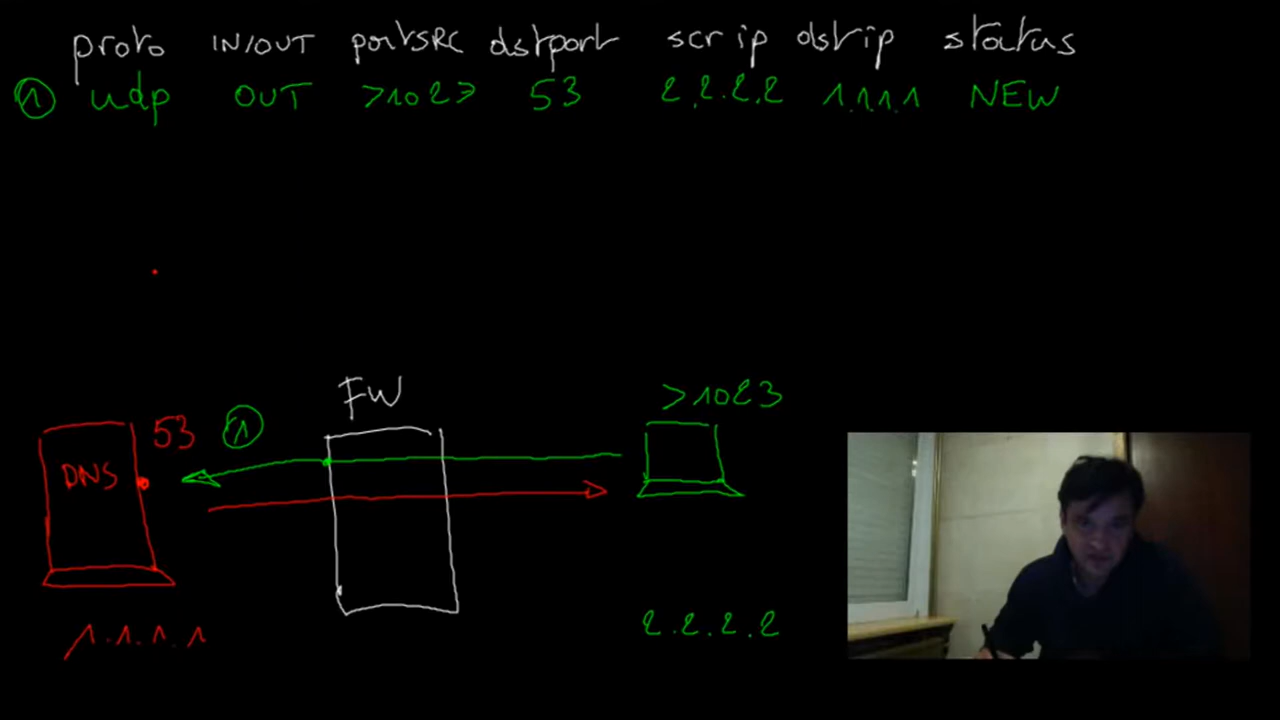 proto IN/OUT portSRC dstport scr ip dstip status
1 udp OUT >1023 53 2.2.2.2 1.1.1.1 NEW
FW
>1023
53 1
DNS
1.1.1.1
2.2.2.2